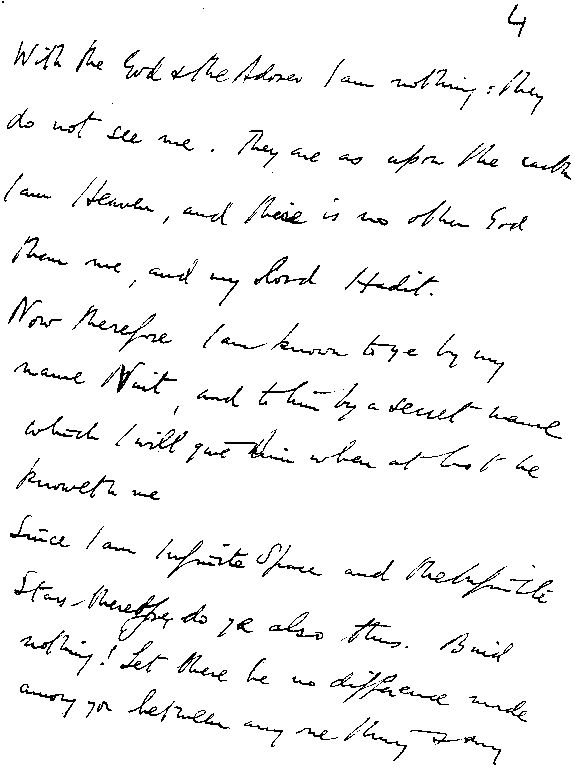 4
With the God & the Adorer I am nothing: they
do not see me. They are as upon the earth
I am Heaven, and there is no other God
than me, and my lord Hadit.
Now therefore I am known to ye by my
name Nuit, and to him by a secret name
which I will give him when at last he
knoweth me
Since I am Infinite Space and the Infinite
Stars thereof, do ye also thus. Bind
nothing! Let there be no difference made
among you between any one thing & any